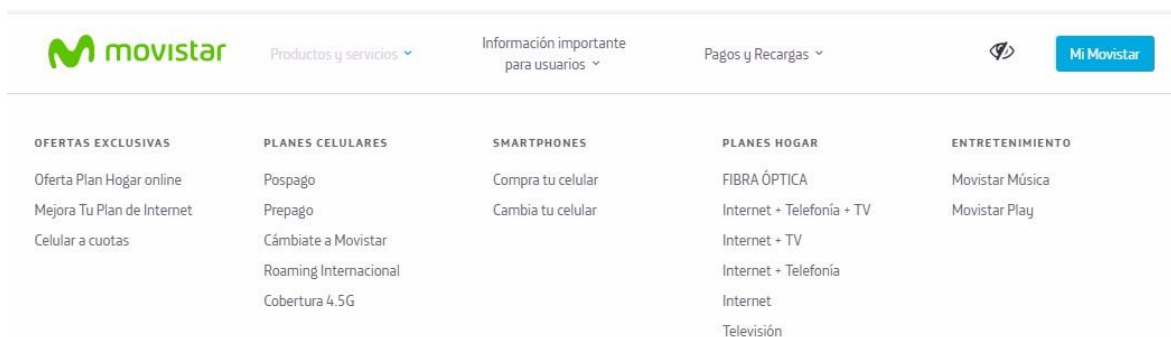 movistar
Productos y servicios
Información importante
para usuarios
Pagos y Recargas
Mi Movistar
OFERTAS EXCLUSIVAS
Oferta Plan Hogar online
Mejora Tu Plan de Internet
Celular a cuotas
PLANES CELULARES
Pospago
Prepago
Cámbiate a Movistar
Roaming Internacional
Cobertura 4.5G
SMARTPHONES
Compra tu celular
Cambia tu celular
PLANES HOGAR
FIBRA ÓPTICA
Internet + Telefonía + TV
Internet + TV
Internet + Telefonía
Internet
Televisión
ENTRETENIMIENTO
Movistar Música
Movistar Play